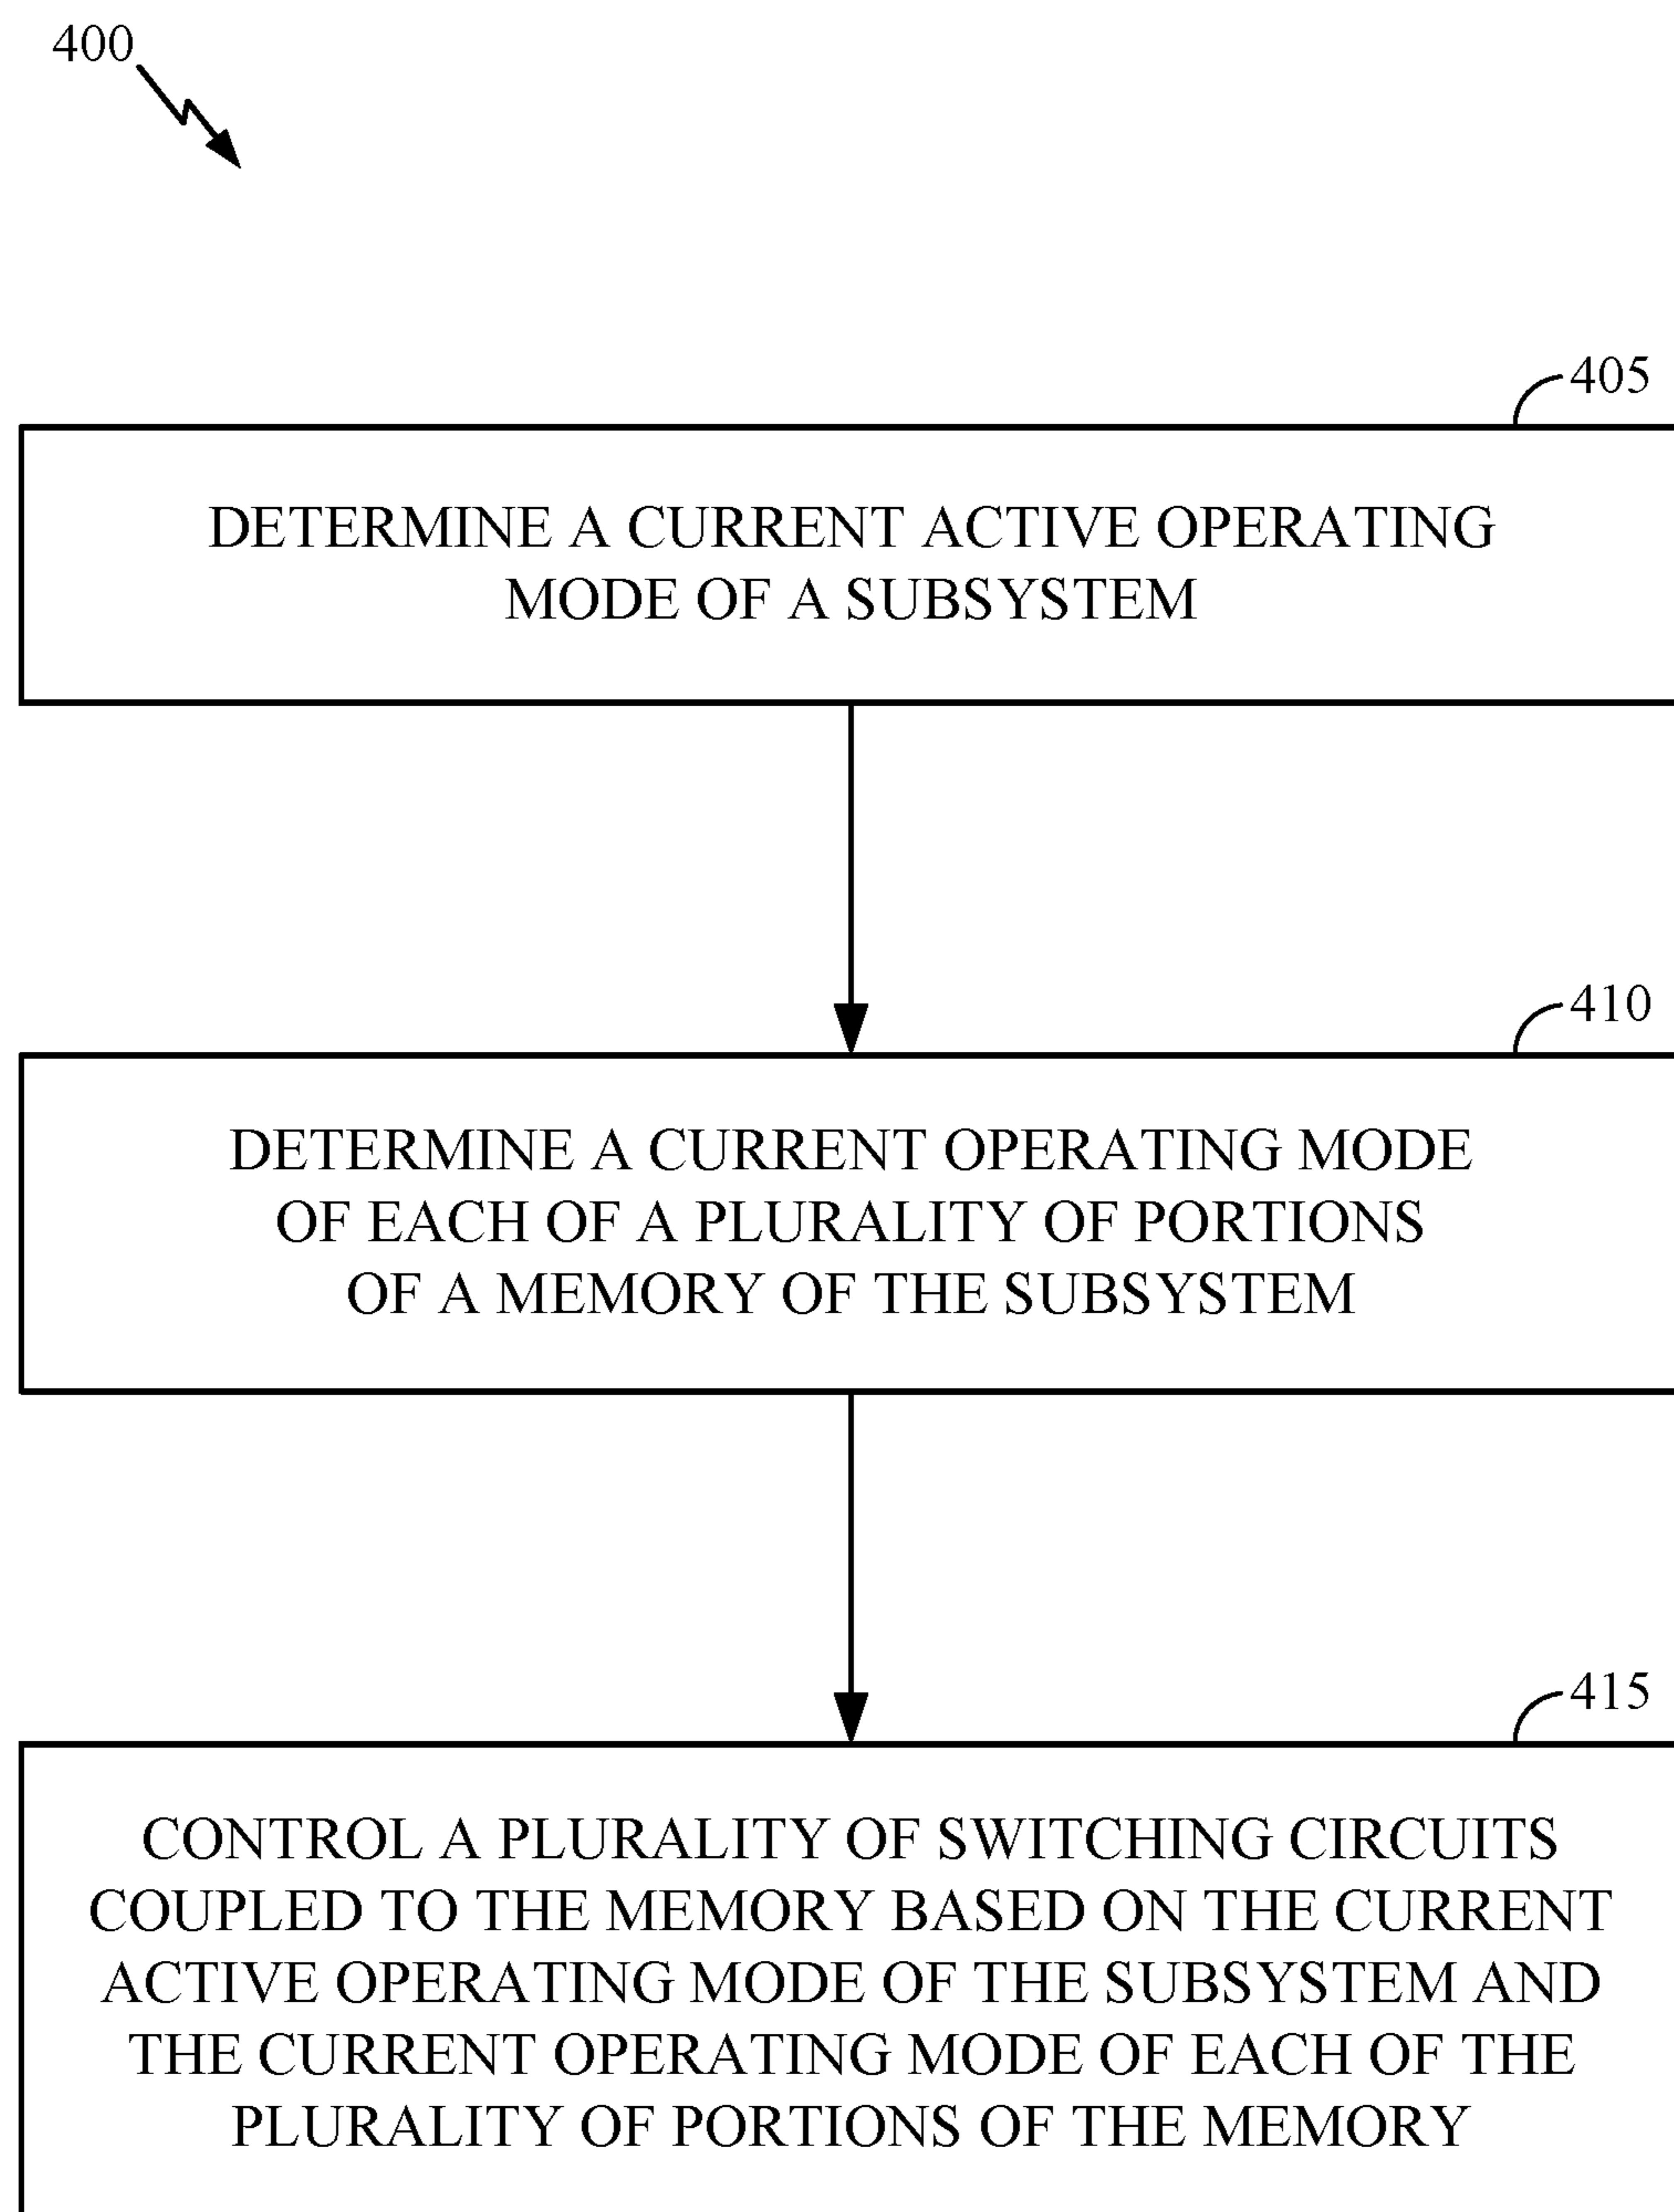 400
405
DETERMINE A CURRENT ACTIVE OPERATING
MODE OF A SUBSYSTEM
410
DETERMINE A CURRENT OPERATING MODE
OF EACH OF A PLURALITY OF PORTIONS
OF A MEMORY OF THE SUBSYSTEM
415
CONTROL A PLURALITY OF SWITCHING CIRCUITS
COUPLED TO THE MEMORY BASED ON THE CURRENT
ACTIVE OPERATING MODE OF THE SUBSYSTEM AND
THE CURRENT OPERATING MODE OF EACH OF THE
PLURALITY OF PORTIONS OF THE MEMORY